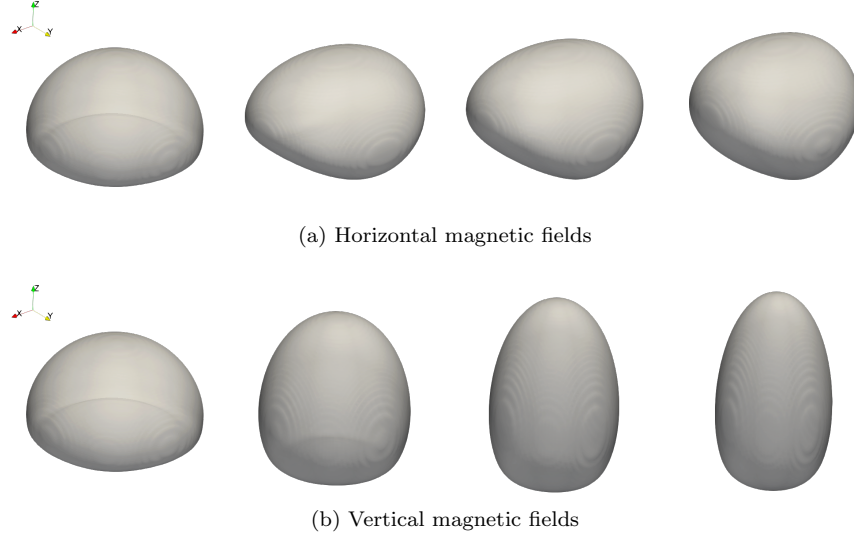 Z
X
Y
(a) Horizontal magnetic fields
Z
X
Y
(b) Vertical magnetic fields